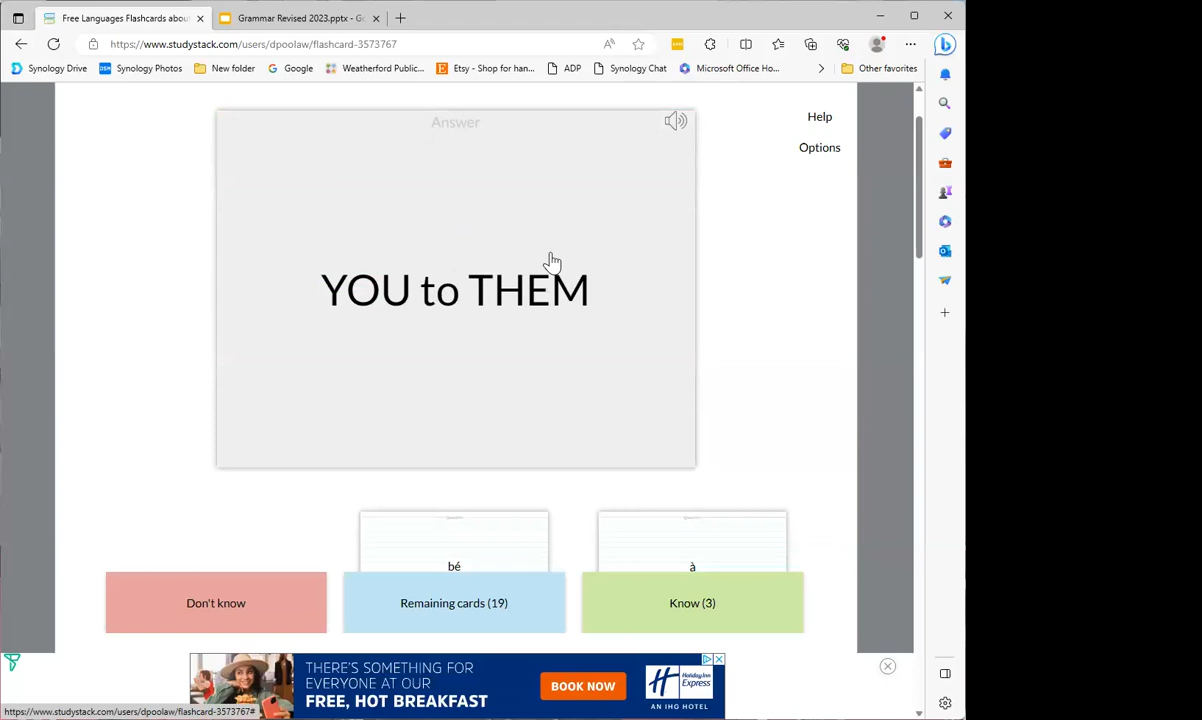 Free Languages Flashcards abou
Grammar Revised 2023.pptx - G
https://www.studystack.com/users/dpoolaw/flashcard-3573767
Synology Drive
Synology Photos
New folder
Google
Weatherford Public...
Etsy - Shop for han...
ADP
Synology Chat
Microsoft Office Ho...
Other favorites
Answer
Help
Options
YOU to THEM
bé
à
Don't know
Remaining cards (19)
Know (3)
THERE'S SOMETHING FOR
EVERYONE AT OUR
FREE, HOT BREAKFAST
BOOK NOW
Holiday Inn
Express
AN IHG HOTEL
https://www.studystack.com/users/dpoolaw/flashcard-3573767#